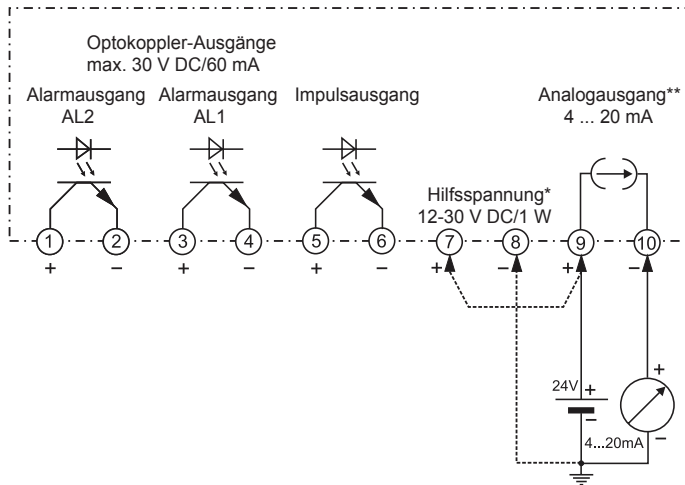 Optokoppler-Ausgänge
max. 30 V DC/60 mA
Alarmausgang
AL2
Alarmausgang
AL1
Impulsausgang
Analogausgang**
4 ... 20 mA
Hilfsspannung*
12-30 V DC/1 W
1 2 3 4 5 6 7 8 9 10
+ – + – + – + – + –
24V + +
– –
4...20mA